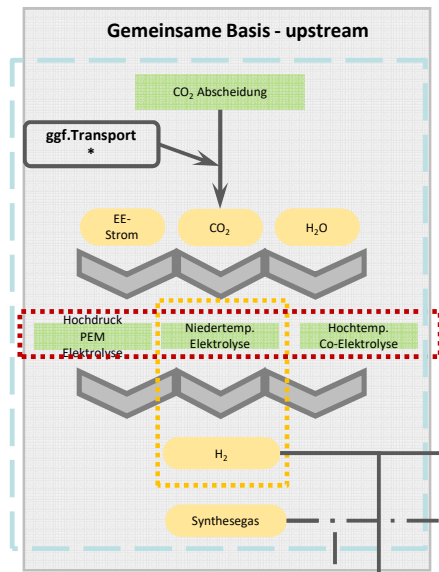 Gemeinsame Basis - upstream
CO₂ Abscheidung
ggf.Transport
*
EE-
Strom
CO₂
H₂O
Hochdruck
PEM
Elektrolyse
Niedertemp.
Elektrolyse
Hochtemp.
Co-Elektrolyse
H₂
Synthesegas